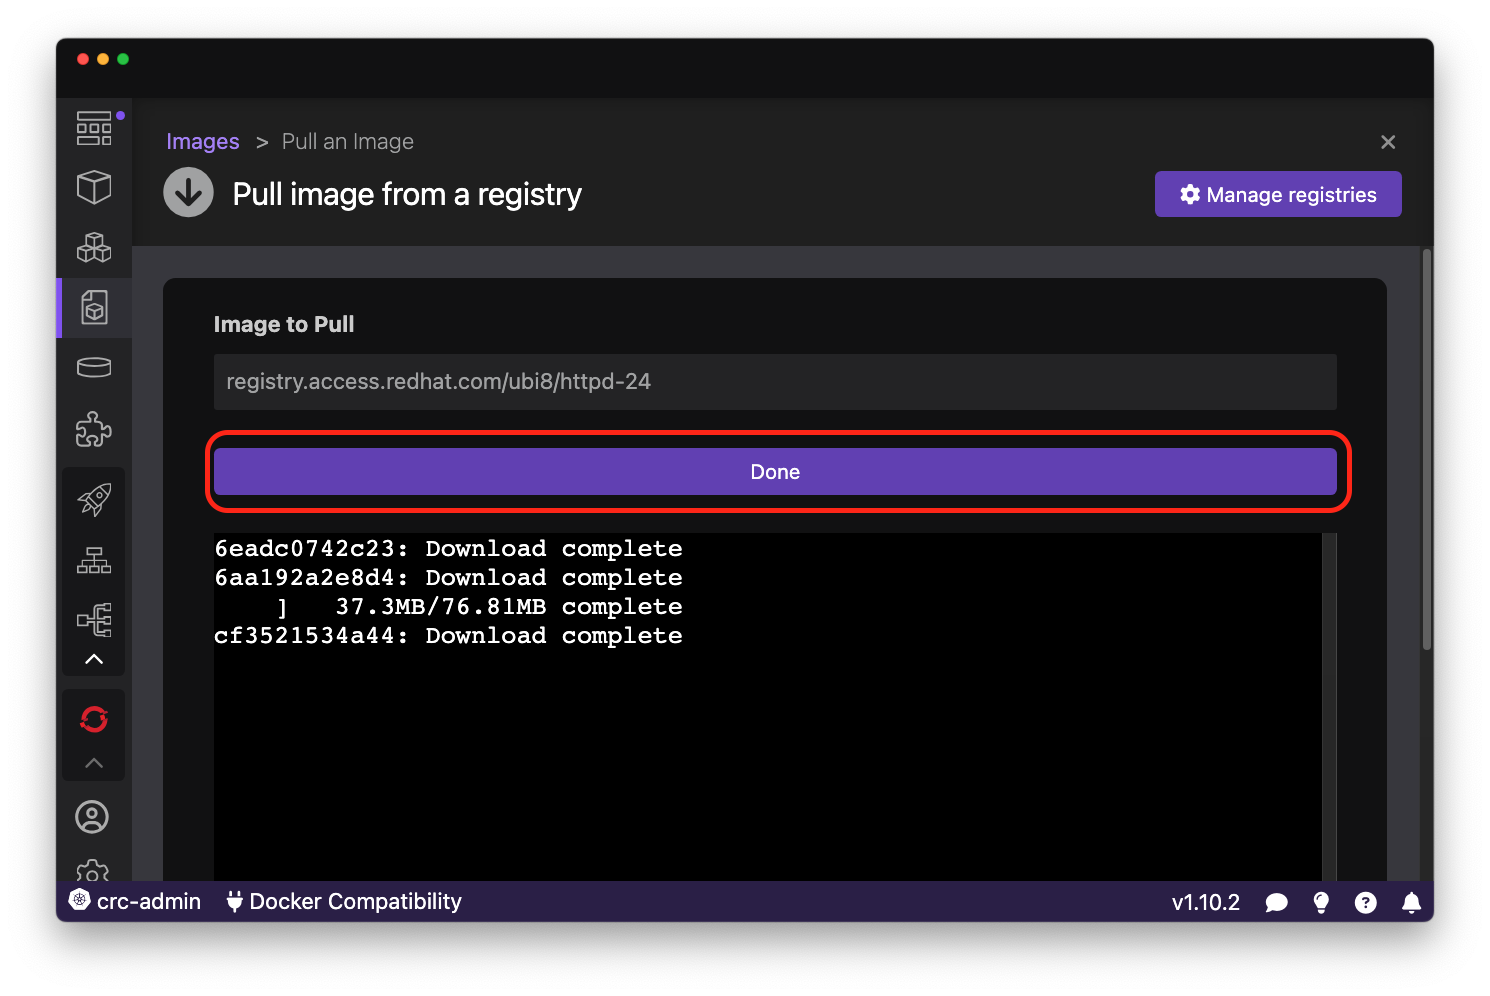 Images > Pull an Image
Pull image from a registry
Manage registries
Image to Pull
registry.access.redhat.com/ubi8/httpd-24
Done
6eadc0742c23: Download complete
6aa192a2e8d4: Download complete
]   37.3MB/76.81MB complete
cf3521534a44: Download complete
crc-admin Docker Compatibility v1.10.2